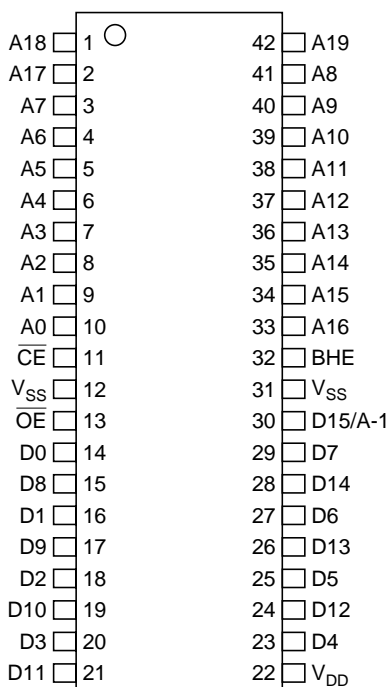 A18 1 42 A19
A17 2 41 A8
A7 3 40 A9
A6 4 39 A10
A5 5 38 A11
A4 6 37 A12
A3 7 36 A13
A2 8 35 A14
A1 9 34 A15
A0 10 33 A16
C̅E̅ 11 32 BHE
VSS 12 31 VSS
O̅E̅ 13 30 D15/A-1
D0 14 29 D7
D8 15 28 D14
D1 16 27 D6
D9 17 26 D13
D2 18 25 D5
D10 19 24 D12
D3 20 23 D4
D11 21 22 VDD